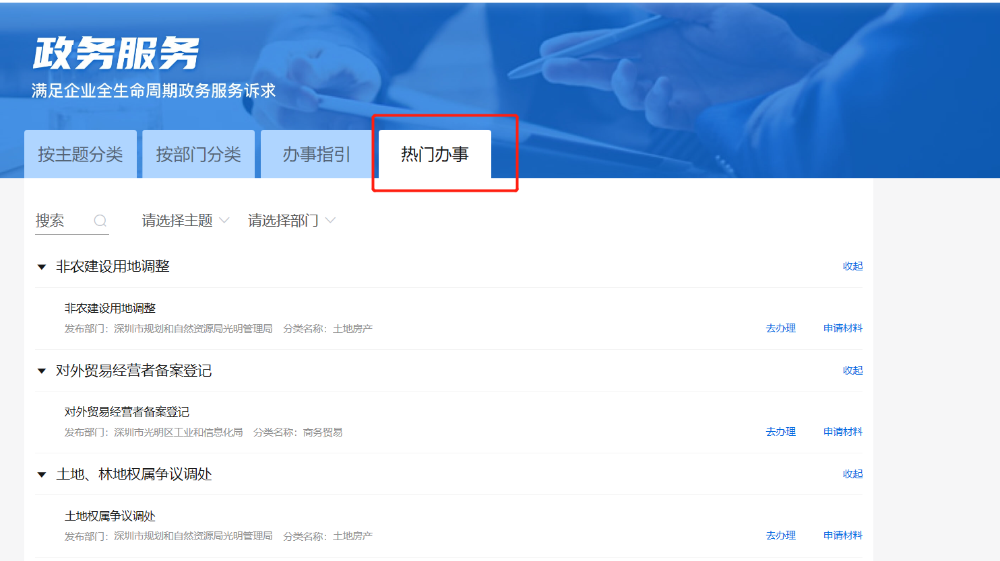 政务服务
满足企业全生命周期政务服务诉求
按主题分类 按部门分类 办事指引 热门办事
搜索 请选择主题 请选择部门
非农建设用地调整 收起
非农建设用地调整
发布部门：深圳市规划和自然资源局光明管理局 分类名称：土地房产 去办理 申请材料
对外贸易经营者备案登记 收起
对外贸易经营者备案登记
发布部门：深圳市光明区工业和信息化局 分类名称：商务贸易 去办理 申请材料
土地、林地权属争议调处 收起
土地权属争议调处
发布部门：深圳市规划和自然资源局光明管理局 分类名称：土地房产 去办理 申请材料